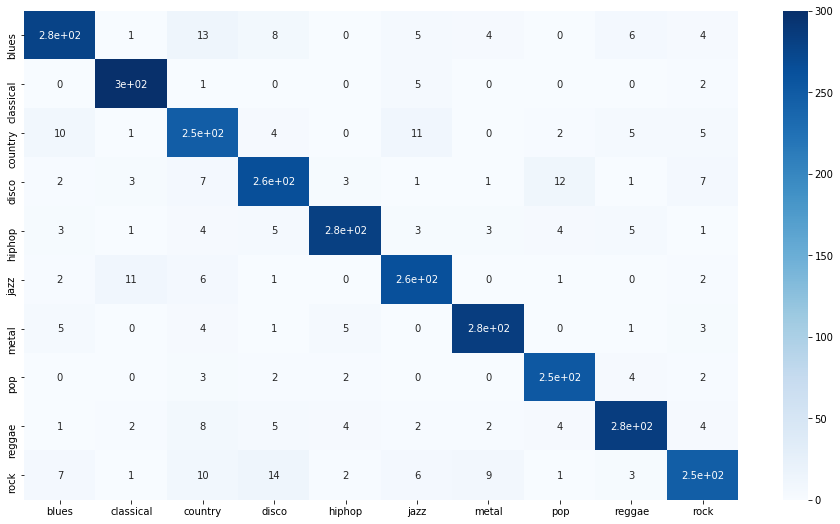 blues 2.8e+02 1 13 8 0 5 4 0 6 4
classical 0 3e+02 1 0 0 5 0 0 0 2
country 10 1 2.5e+02 4 0 11 0 2 5 5
disco 2 3 7 2.6e+02 3 1 1 12 1 7
hiphop 3 1 4 5 2.8e+02 3 3 4 5 1
jazz 2 11 6 1 0 2.6e+02 0 1 0 2
metal 5 0 4 1 5 0 2.8e+02 0 1 3
pop 0 0 3 2 2 0 0 2.5e+02 4 2
reggae 1 2 8 5 4 2 2 4 2.8e+02 4
rock 7 1 10 14 2 6 9 1 3 2.5e+02
blues classical country disco hiphop jazz metal pop reggae rock
300
250
200
150
100
50
0